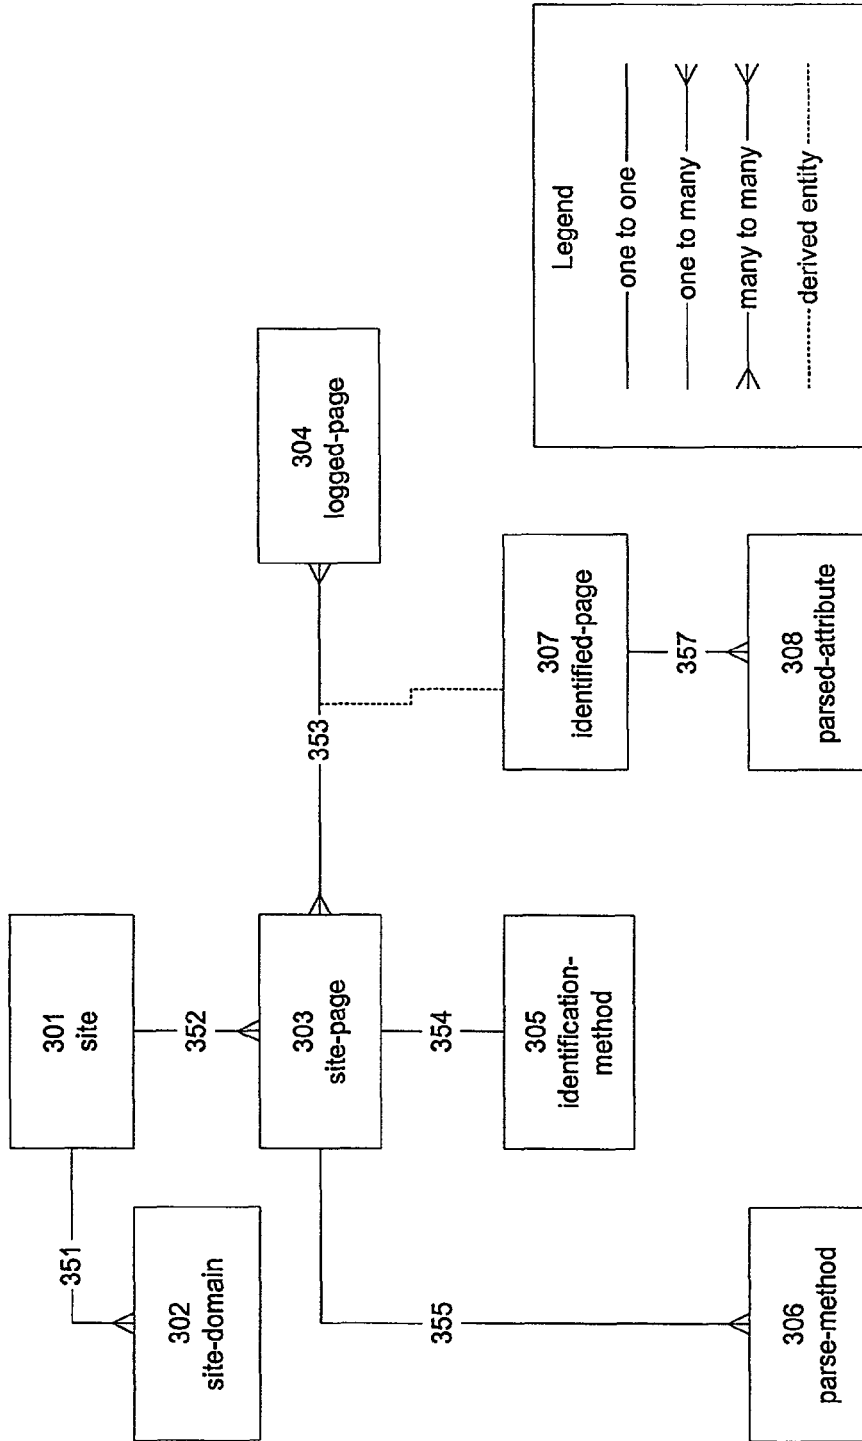 351
301
site
302
site-domain
352
303
site-page
353
304
logged-page
354
305
identification-
method
355
306
parse-method
307
identified-page
357
308
parsed-attribute
Legend
one to one
one to many
many to many
derived entity